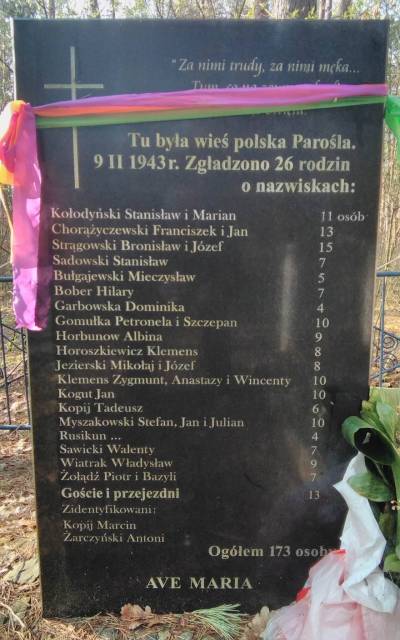 "Za nimi trudy, za nimi męka...
Tu była wieś polska Parośla.
9 II 1943 r. Zgładzono 26 rodzin
o nazwiskach:
Kołodyński Stanisław i Marian 11 osób
Chorążyczewski Franciszek i Jan 13
Strągowski Bronisław i Józef 15
Sadowski Stanisław 7
Bułgajewski Mieczysław 5
Bober Hilary 7
Garbowska Dominika 4
Gomułka Petronela i Szczepan 10
Horbunow Albina 9
Horoszkiewicz Klemens 8
Jezierski Mikołaj i Józef 8
Klemens Zygmunt, Anastazy i Wincenty 10
Kogut Jan 10
Kopij Tadeusz 6
Myszakowski Stefan, Jan i Julian 10
Rusikun ... 4
Sawicki Walenty 7
Wiatrak Władysław 9
Żołądź Piotr i Bazyli 7
Goście i przejezdni 13
Zidentyfikowani:
Kopij Marcin
Żarczyński Antoni
Ogółem 173 osoby
AVE MARIA